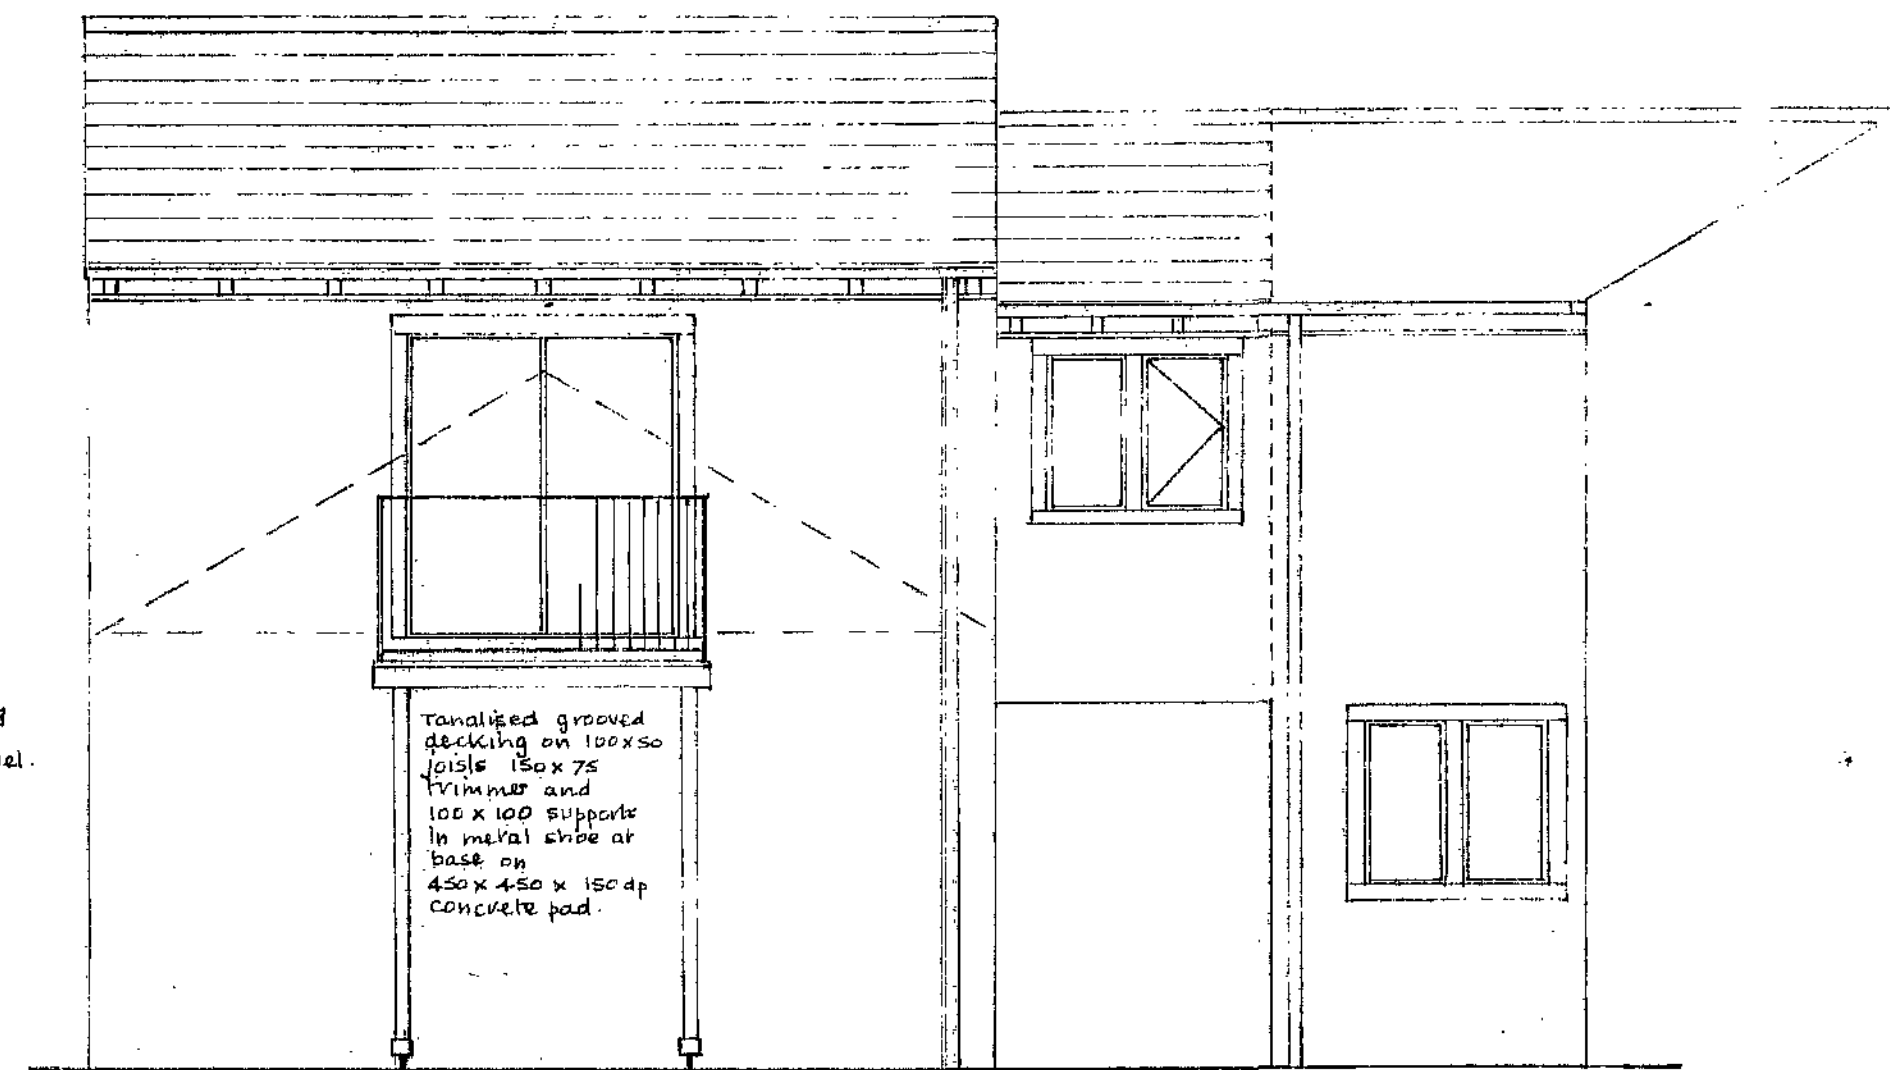 Tanalised grooved
decking on 100x50
joists 150 x 75
trimmer and
100 x 100 supports
in metal shoe at
base on
450 x 450 x 150 dp
concrete pad.